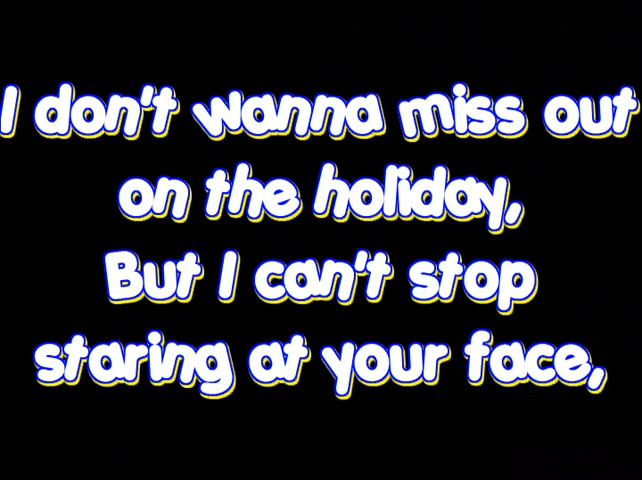 I don't wanna miss out
on the holiday,
But I can't stop
staring at your face,